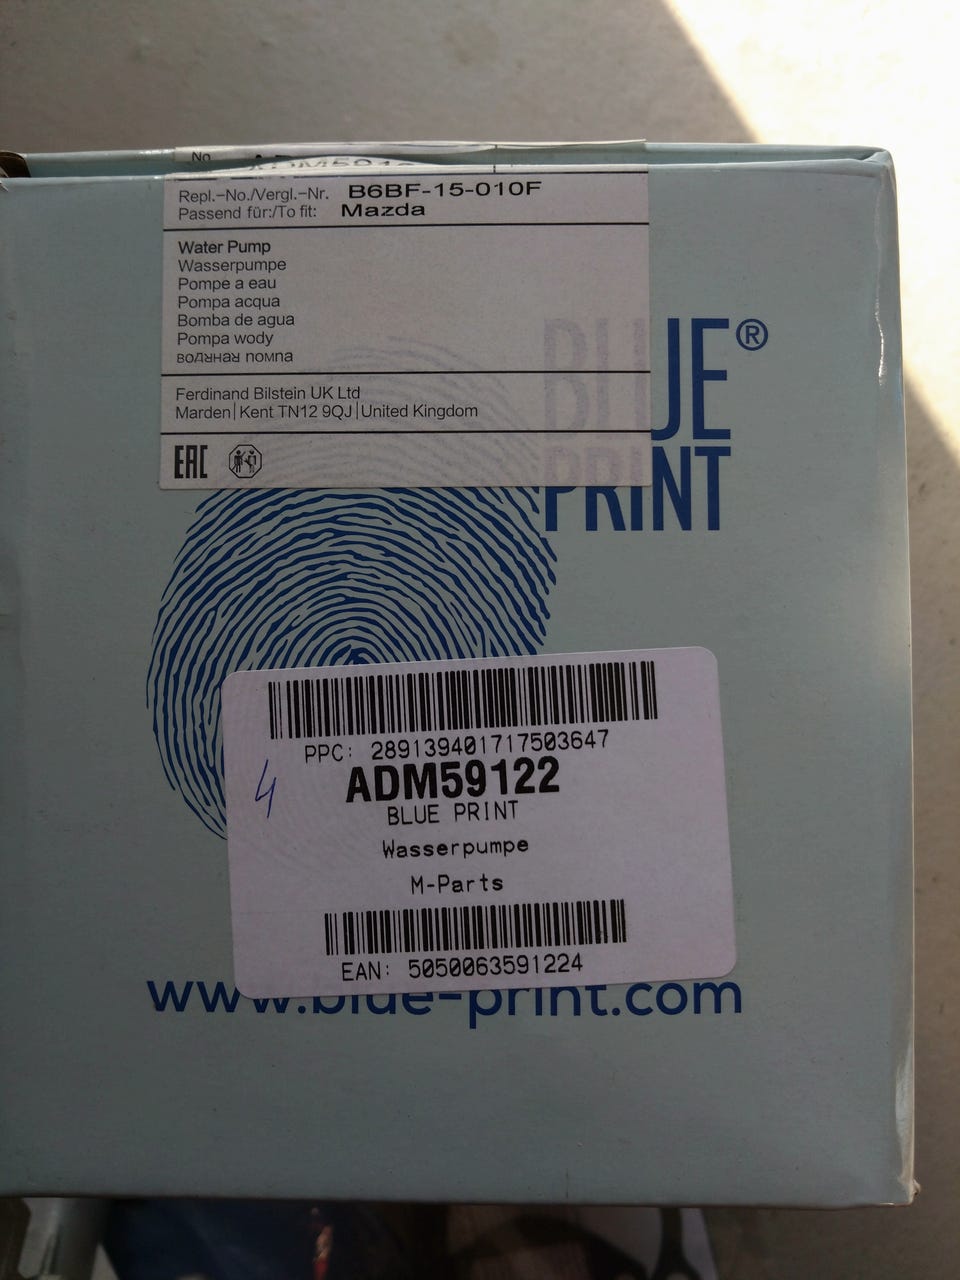 No. ADM5912
Repl.-No./Vergl.-Nr. B6BF-15-010F
Passend für:/To fit: Mazda
Water Pump
Wasserpumpe
Pompe a eau
Pompa acqua
Bomba de agua
Pompa wody
водяная помпа
Ferdinand Bilstein UK Ltd
Marden|Kent TN12 9QJ|United Kingdom
EAC
BLUE®
PRINT
PPC: 289139401717503647
4
ADM59122
BLUE PRINT
Wasserpumpe
M-Parts
EAN: 5050063591224
www.blue-print.com